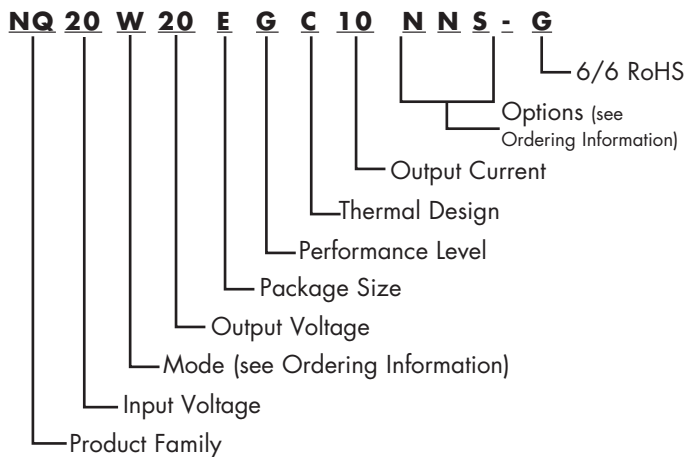 NQ 20 W 20 E G C 10 N N S - G
6/6 RoHS
Options (see
Ordering Information)
Output Current
Thermal Design
Performance Level
Package Size
Output Voltage
Mode (see Ordering Information)
Input Voltage
Product Family